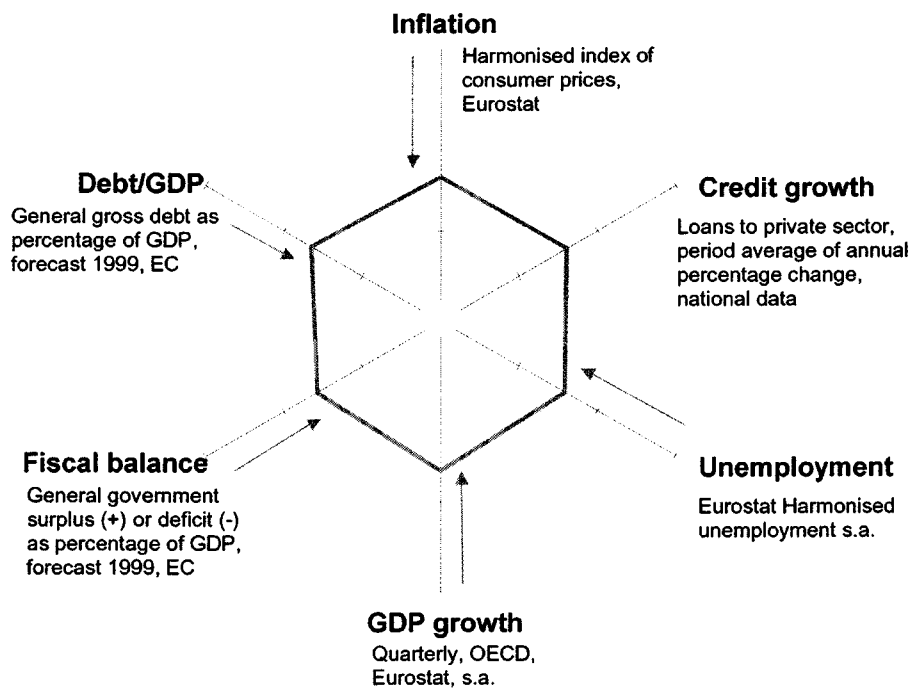 Inflation
Harmonised index of
consumer prices,
Eurostat
Debt/GDP
General gross debt as
percentage of GDP,
forecast 1999, EC
Credit growth
Loans to private sector,
period average of annual
percentage change,
national data
Fiscal balance
General government
surplus (+) or deficit (-)
as percentage of GDP,
forecast 1999, EC
Unemployment
Eurostat Harmonised
unemployment s.a.
GDP growth
Quarterly, OECD,
Eurostat, s.a.